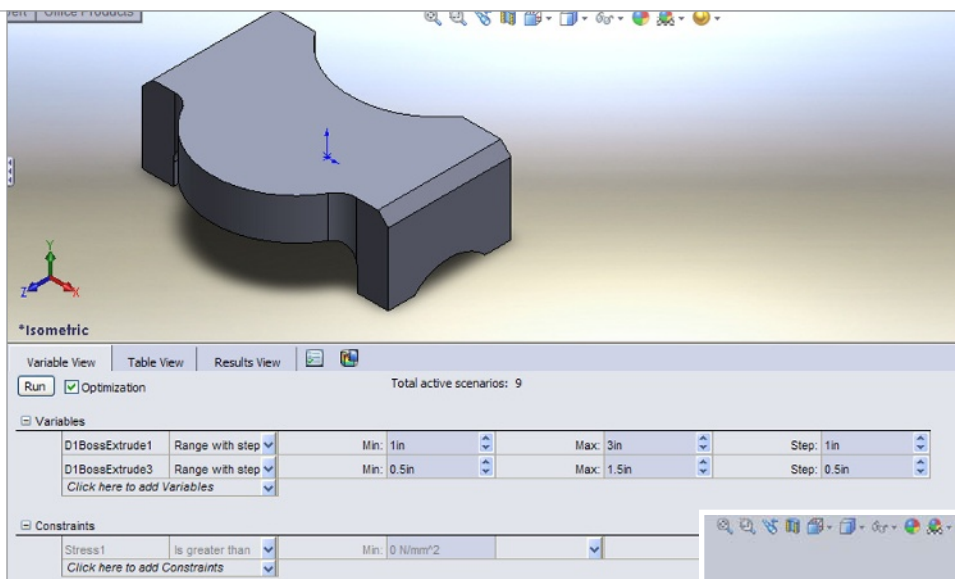 Office Products
Y
Z
X
*Isometric
Variable View Table View Results View
Run Optimization Total active scenarios: 9
Variables
D1BossExtrude1 Range with step Min: 1in Max: 3in Step: 1in
D1BossExtrude3 Range with step Min: 0.5in Max: 1.5in Step: 0.5in
Click here to add Variables
Constraints
Stress1 Is greater than Min: 0 N/mm^2
Click here to add Constraints